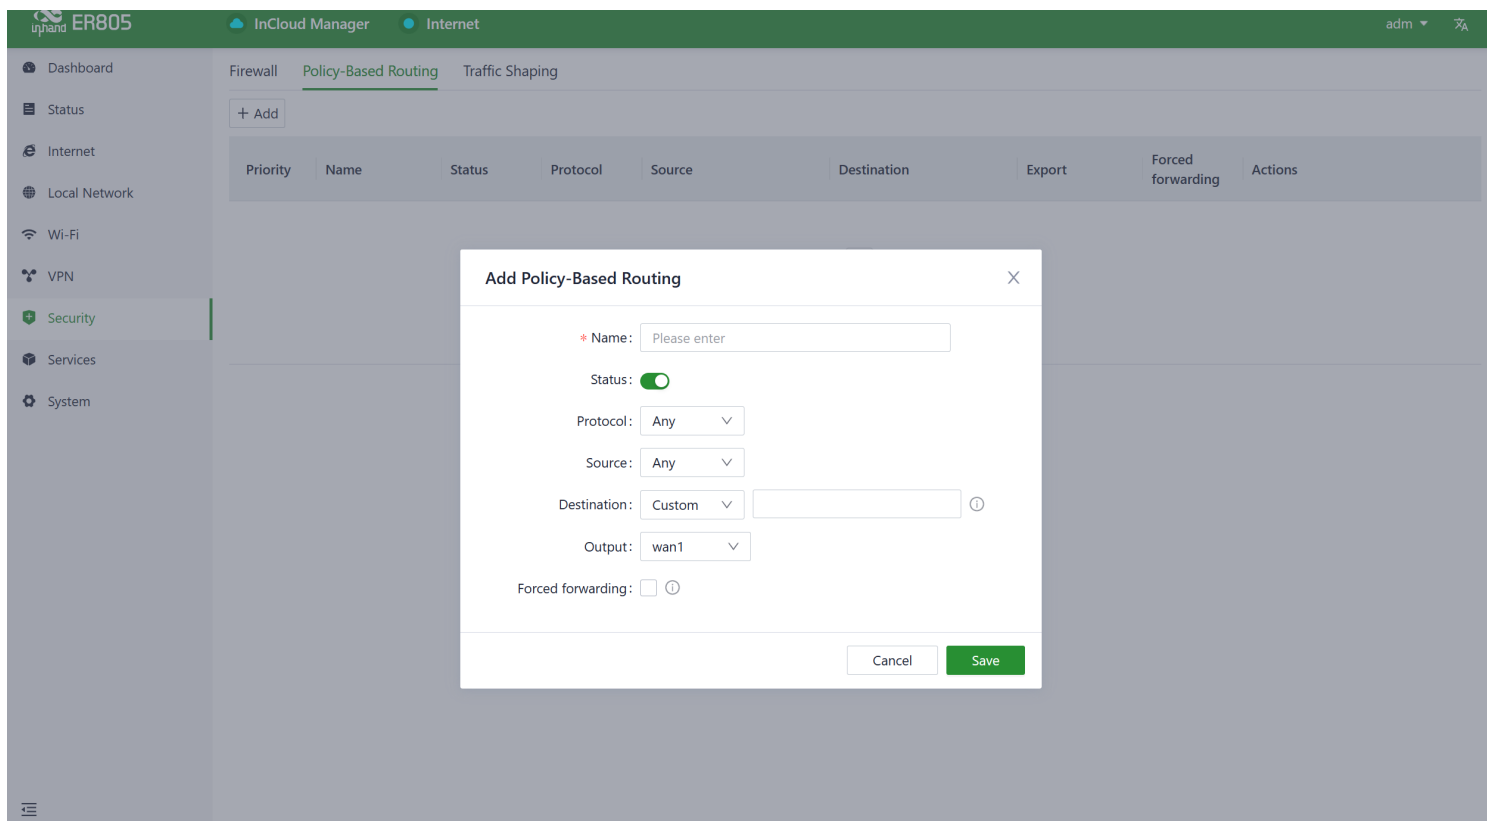 inhand ER805
InCloud Manager
Internet
adm
Dashboard
Status
Internet
Local Network
Wi-Fi
VPN
Security
Services
System
Firewall
Policy-Based Routing
Traffic Shaping
+ Add
Priority
Name
Status
Protocol
Source
Destination
Export
Forced
forwarding
Actions
Add Policy-Based Routing
* Name: Please enter
Status:
Protocol: Any
Source: Any
Destination: Custom
Output: wan1
Forced forwarding:
Cancel
Save